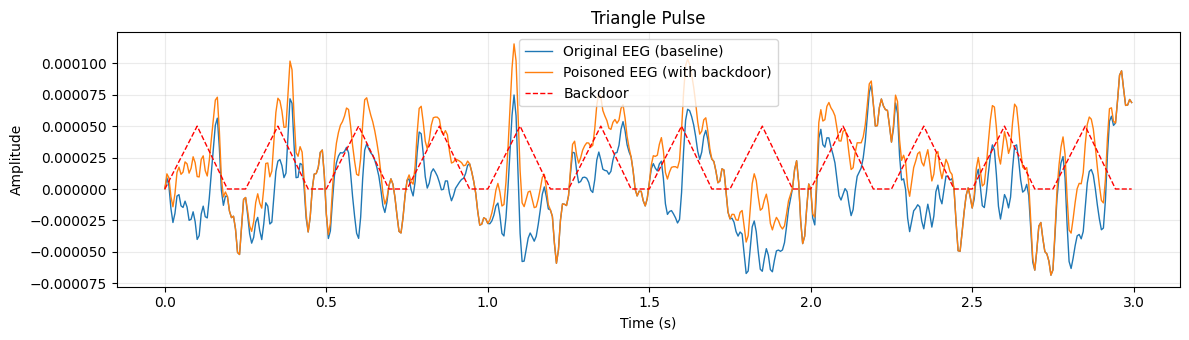 Triangle Pulse
Original EEG (baseline)
Poisoned EEG (with backdoor)
Backdoor
Amplitude
0.000100
0.000075
0.000050
0.000025
0.000000
−0.000025
−0.000050
−0.000075
0.0 0.5 1.0 1.5 2.0 2.5 3.0
Time (s)